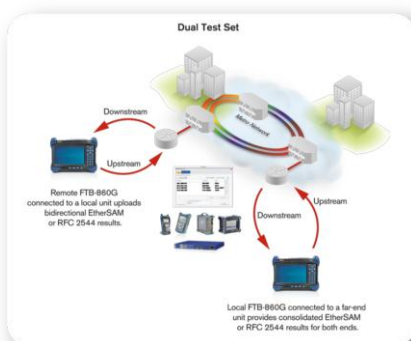 Dual Test Set
Downstream
Metro Network
Upstream
Remote FTB-860G
connected to a local unit uploads
bidirectional EtherSAM
or RFC 2544 results.
Upstream
Downstream
Local FTB-860G connected to a far-end
unit provides consolidated EtherSAM
or RFC 2544 results for both ends.